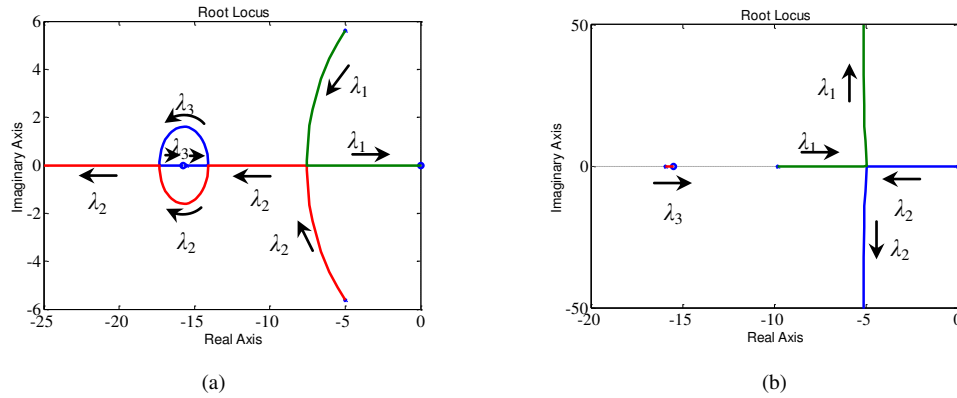 Root Locus
6
4
2
0
-2
-4
-6
Imaginary Axis
λ3
λ3
λ1
λ1
λ2
λ2
λ2
λ2
-25
-20
-15
-10
-5
0
Real Axis
(a)
Root Locus
50
0
-50
Imaginary Axis
λ1
λ1
λ3
λ2
λ2
-20
-15
-10
-5
0
Real Axis
(b)